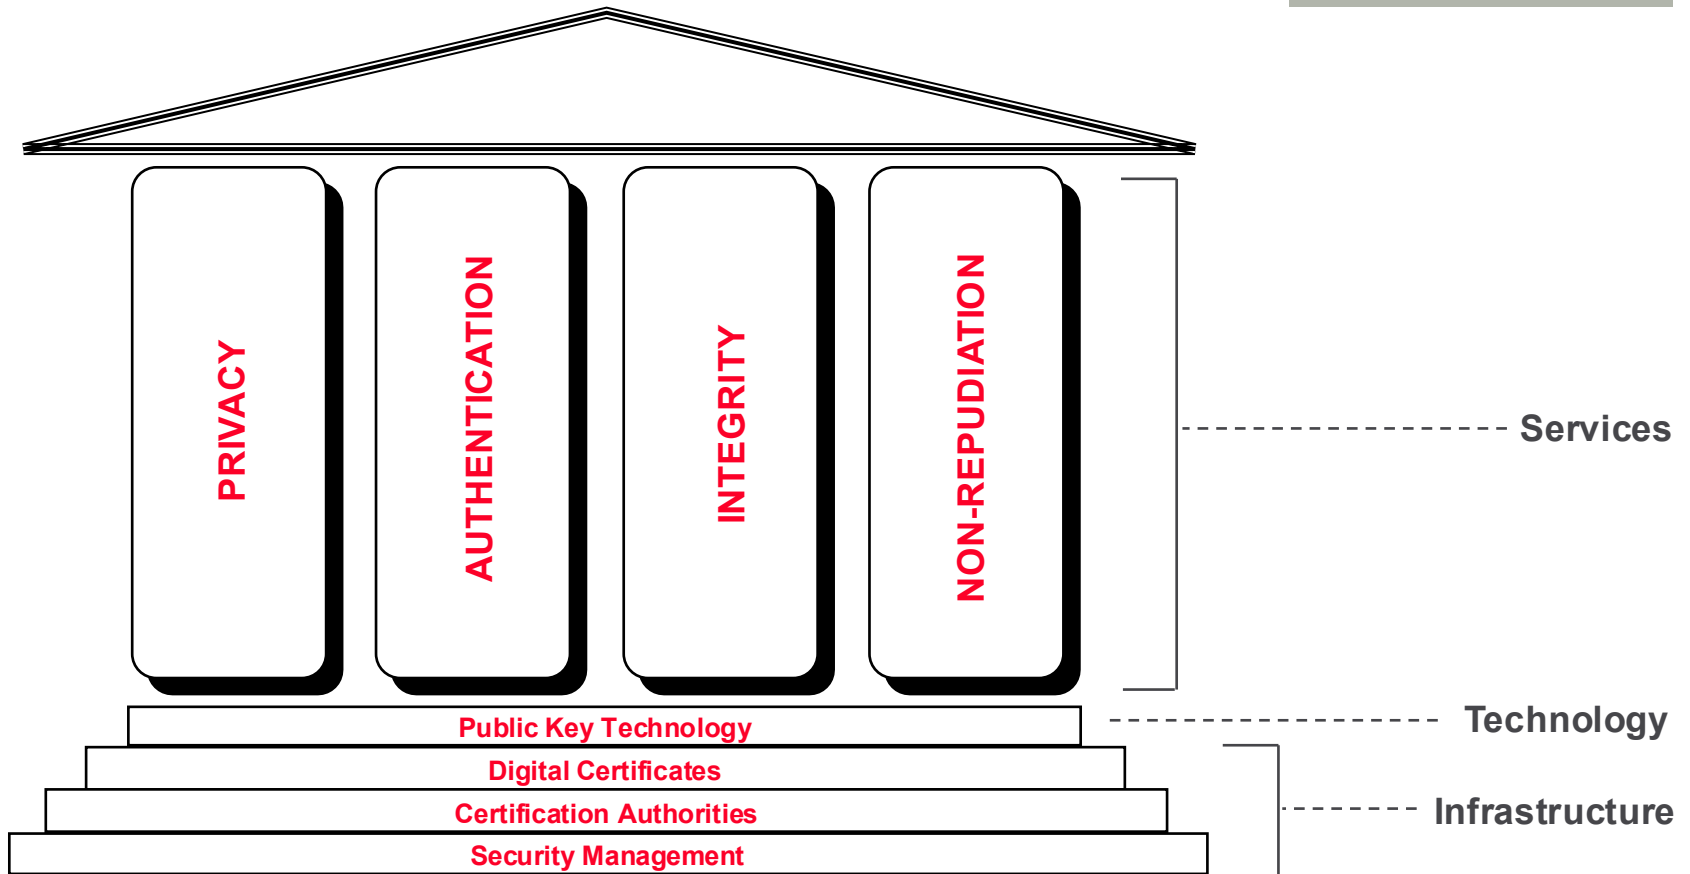 PRIVACY
AUTHENTICATION
INTEGRITY
NON-REPUDIATION
Services
Public Key Technology
Technology
Digital Certificates
Certification Authorities
Infrastructure
Security Management